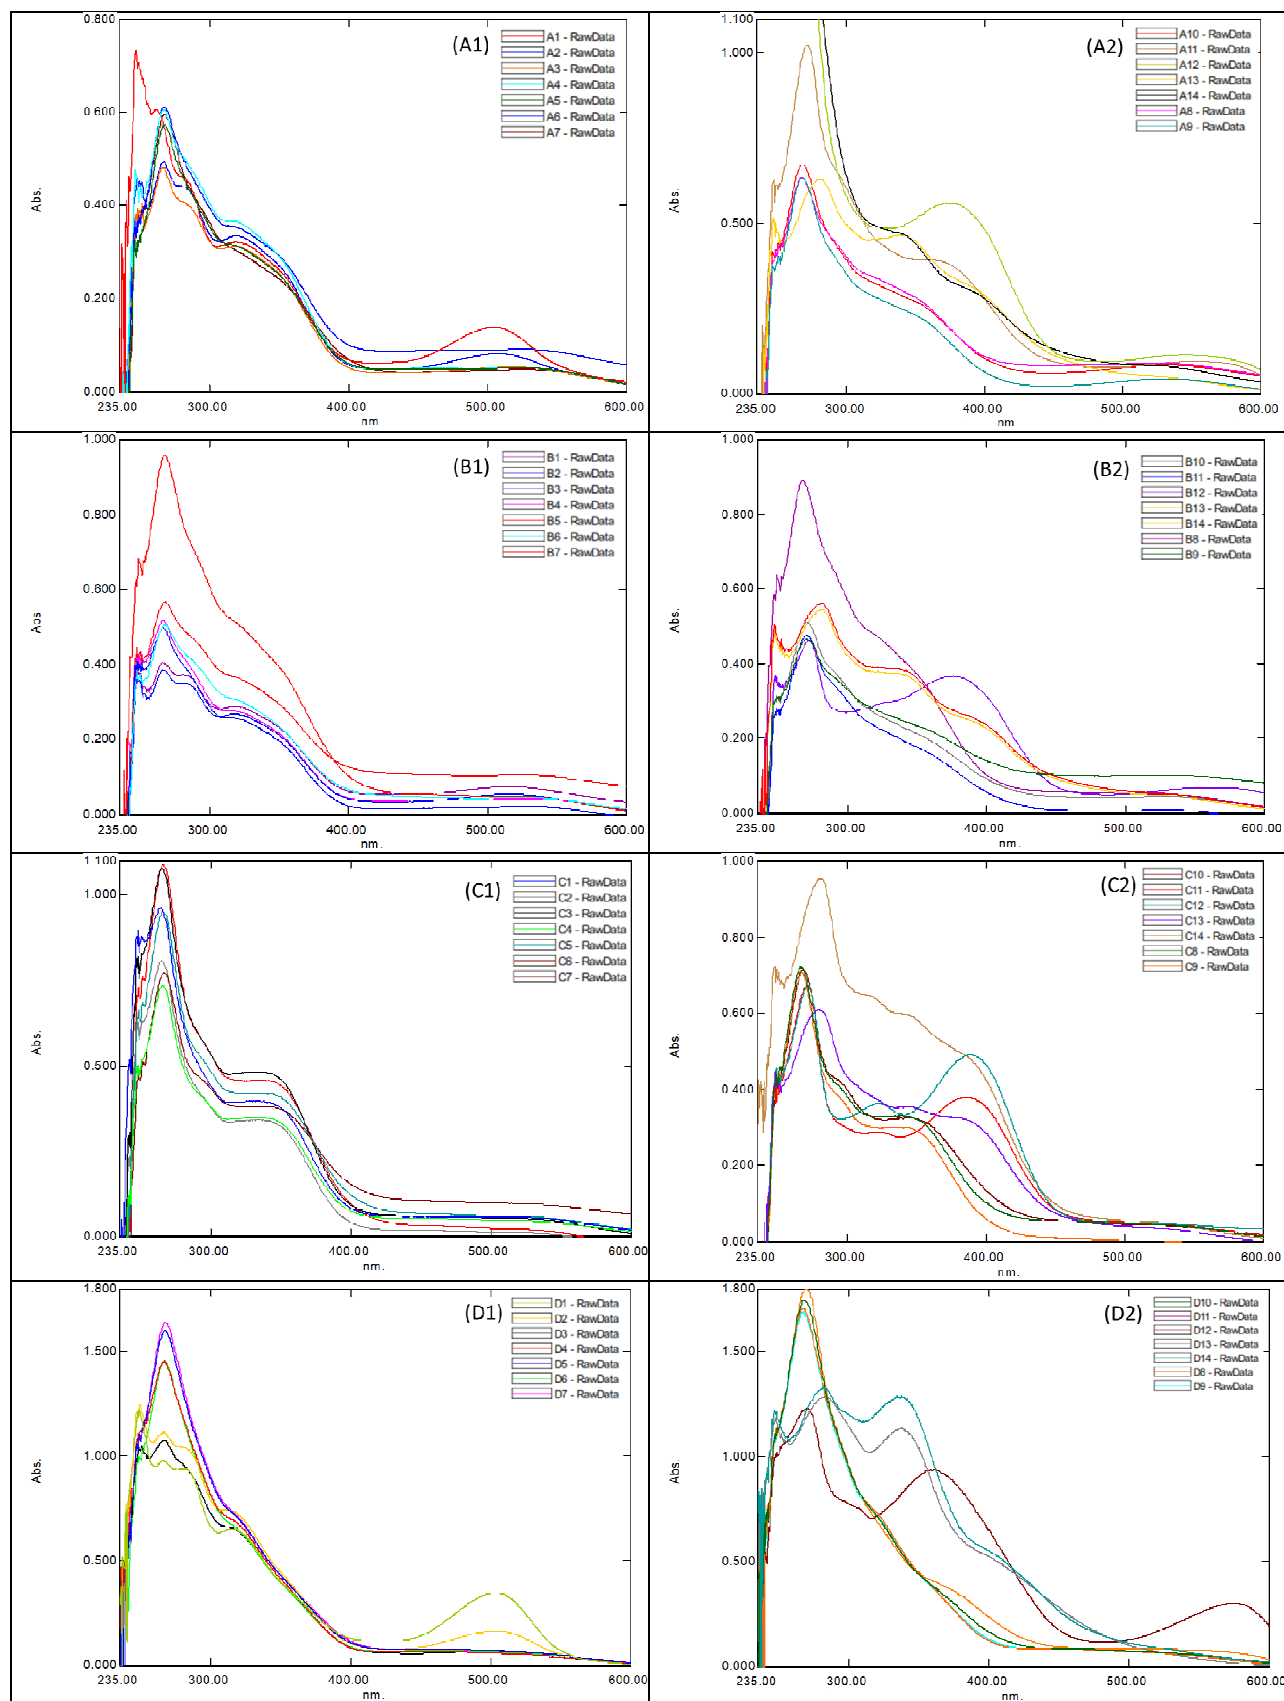 0.800
(A1)
A1 - RawData
A2 - RawData
A3 - RawData
A4 - RawData
A5 - RawData
A6 - RawData
A7 - RawData
0.600
Abs.
0.400
0.200
0.000
235.00 300.00 400.00 500.00 600.00
nm
1.100
(A2)
A10 - RawData
A11 - RawData
A12 - RawData
A13 - RawData
A14 - RawData
A8 - RawData
A9 - RawData
1.000
Abs.
0.500
0.000
235.00 300.00 400.00 500.00 600.00
nm
1.000
(B1)
B1 - RawData
B2 - RawData
B3 - RawData
B4 - RawData
B5 - RawData
B6 - RawData
B7 - RawData
0.800
0.600
Abs
0.400
0.200
0.000
235.00 300.00 400.00 500.00 600.00
nm.
1.000
(B2)
B10 - RawData
B11 - RawData
B12 - RawData
B13 - RawData
B14 - RawData
B8 - RawData
B9 - RawData
0.800
0.600
Abs.
0.400
0.200
0.000
235.00 300.00 400.00 500.00 600.00
nm.
1.100
(C1)
C1 - RawData
C2 - RawData
C3 - RawData
C4 - RawData
C5 - RawData
C6 - RawData
C7 - RawData
1.000
Abs.
0.500
0.000
235.00 300.00 400.00 500.00 600.00
nm.
1.000
(C2)
C10 - RawData
C11 - RawData
C12 - RawData
C13 - RawData
C14 - RawData
C8 - RawData
C9 - RawData
0.800
0.600
Abs.
0.400
0.200
0.000
235.00 300.00 400.00 500.00 600.00
nm.
1.800
(D1)
D1 - RawData
D2 - RawData
D3 - RawData
D4 - RawData
D5 - RawData
D6 - RawData
D7 - RawData
1.500
Abs.
1.000
0.500
0.000
235.00 300.00 400.00 500.00 600.00
nm.
1.800
(D2)
D10 - RawData
D11 - RawData
D12 - RawData
D13 - RawData
D14 - RawData
D8 - RawData
D9 - RawData
1.500
Abs.
1.000
0.500
0.000
235.00 300.00 400.00 500.00 600.00
nm.